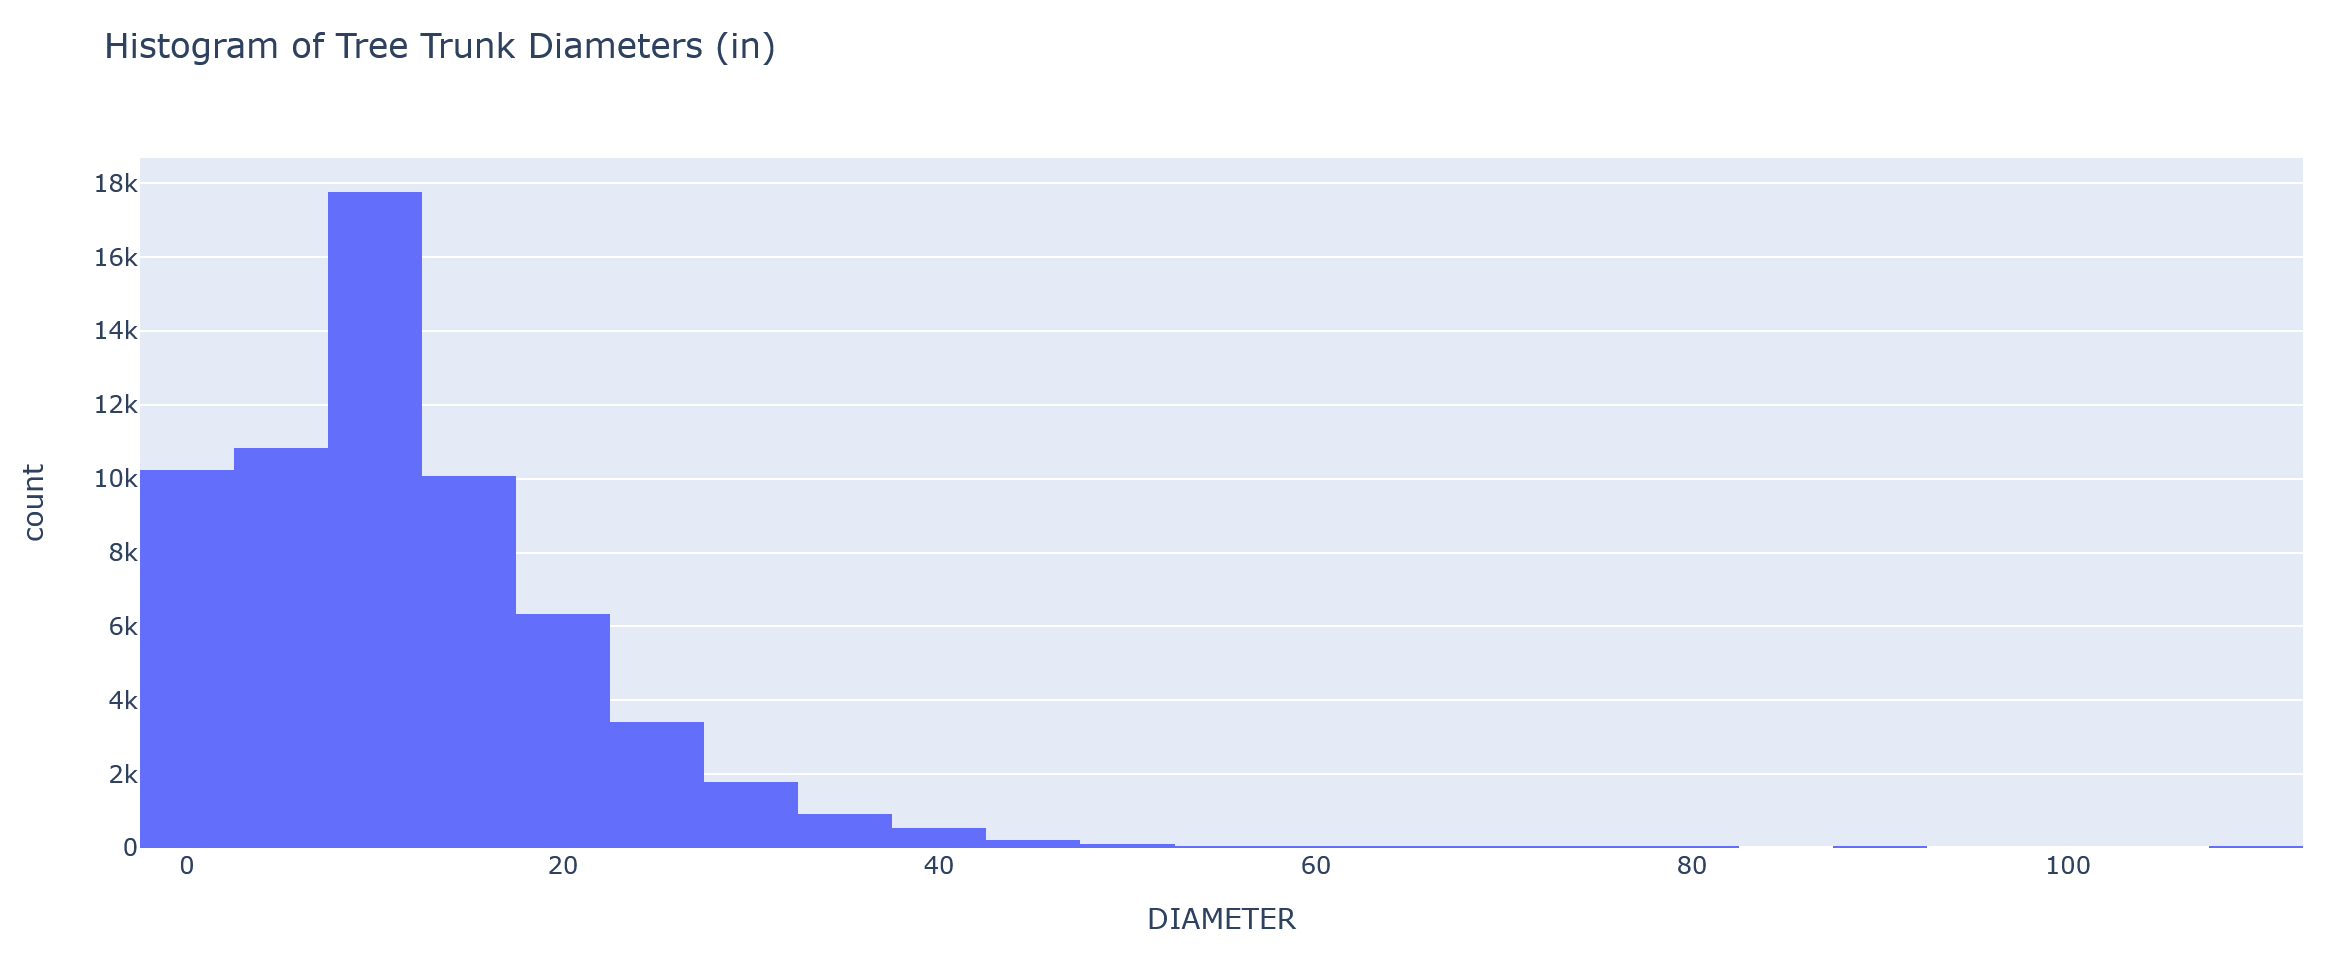 Histogram of Tree Trunk Diameters (in)
18k
16k
14k
12k
10k
8k
6k
4k
2k
0
count
0 20 40 60 80 100
DIAMETER